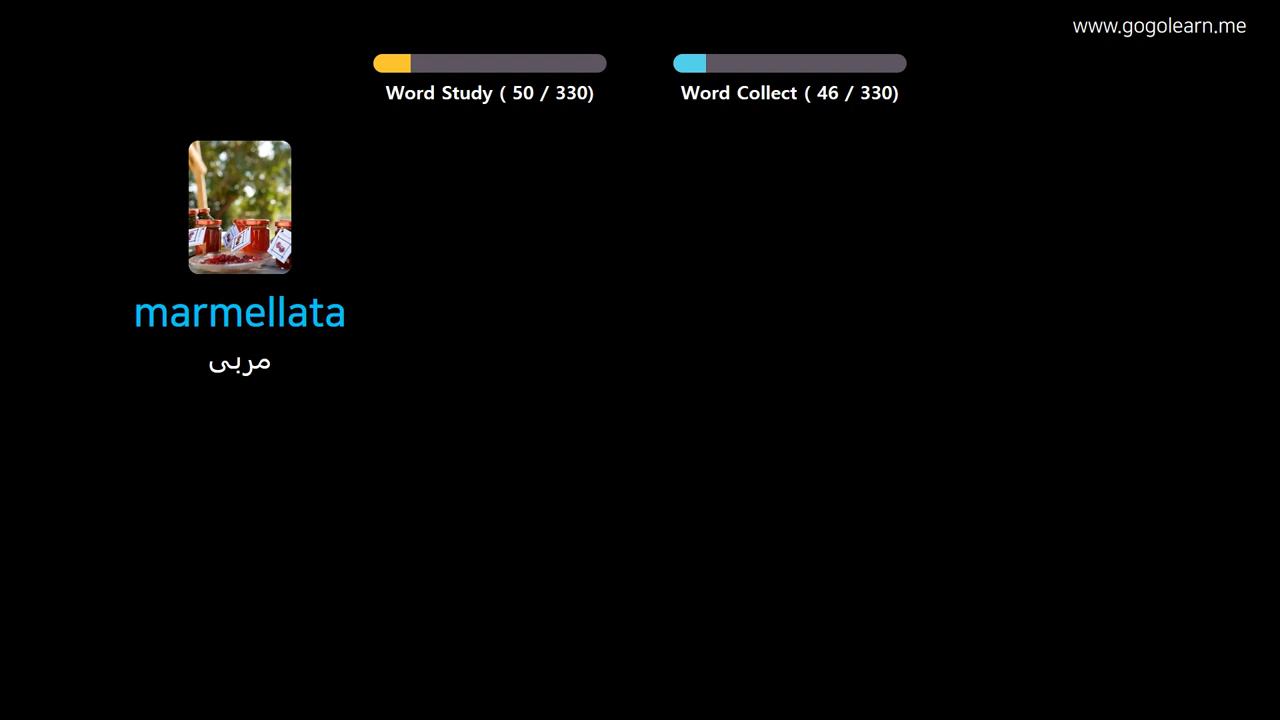 www.gogolearn.me
Word Study ( 50 / 330)
Word Collect ( 46 / 330)
marmellata
مربى